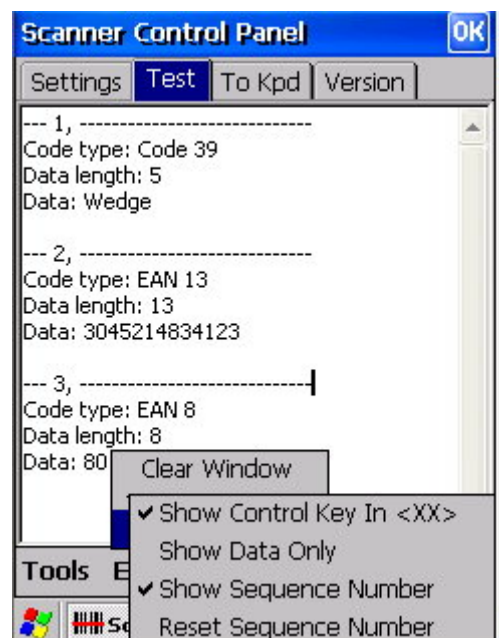 Scanner Control Panel OK
Settings Test To Kpd Version
--- 1, -----------------------------
Code type: Code 39
Data length: 5
Data: Wedge
--- 2, -----------------------------
Code type: EAN 13
Data length: 13
Data: 3045214834123
--- 3, -----------------------------
Code type: EAN 8
Data length: 8
Data: 80
Clear Window
✓ Show Control Key In <XX>
Show Data Only
✓ Show Sequence Number
Reset Sequence Number
Tools